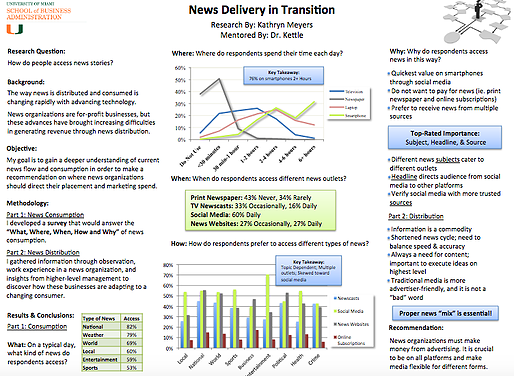 UNIVERSITY OF MIAMI
SCHOOL of BUSINESS
ADMINISTRATION
News Delivery in Transition
Research By: Kathryn Meyers
Mentored By: Dr. Kettle
Research Question:
How do people access news stories?
Background:
The way news is distributed and consumed is
changing rapidly with advancing technology.
News organizations are for-profit businesses, but
these advances have brought increasing difficulties
in generating revenue through news distribution.
Objective:
My goal is to gain a deeper understanding of current
news flow and consumption in order to make a
recommendation on where news organizations
should direct their placement and marketing spend.
Methodology:
Part 1: News Consumption
I developed a survey that would answer the
"What, Where, When, How and Why" of news
consumption.
Part 2: News Distribution
I gathered information through observation,
work experience in a news organization, and
insights from higher-level management to
discover how these businesses are adapting to a
changing consumer.
Results & Conclusions:
Part 1: Consumption
What: On a typical day,
what kind of news do
respondents access?
Type of News Access
National 82%
Weather 79%
World 69%
Local 60%
Entertainment 59%
Sports 53%
Where: Where do respondents spend their time each day?
Key Takeaway:
76% on smartphones 2+ Hours
60%
50%
40%
30%
20%
10%
0%
Do Not Use
<30 minutes
30 min-1 hour
1-2 hours
2-4 hours
4-6 hours
6+ hours
Television
Newspaper
Laptop
Smartphone
When: When do respondents access different news outlets?
Print Newspaper: 43% Never, 34% Rarely
TV Newscasts: 33% Occasionally, 16% Daily
Social Media: 60% Daily
News Websites: 27% Occasionally, 27% Daily
How: How do respondents prefer to access different types of news?
Key Takeaway:
Topic Dependent; Multiple
outlets; Skewed toward
social media
80%
70%
60%
50%
40%
30%
20%
10%
0%
Local
National
World
Sports
Business
Entertainment
Political
Health
Crime
Newscasts
Social Media
News Websites
Online
Subscriptions
Why: Why do respondents access
news in this way?
Quickest value on smartphones
through social media
Do not want to pay for news (ie. print
newspaper and online subscriptions)
Prefer to receive news from multiple
sources
Top-Rated Importance:
Subject, Headline, & Source
Different news subjects cater to
different outlets
Headline directs audience from social
media to other platforms
Verify social media with more trusted
sources
Part 2: Distribution
Information is a commodity
Shortened news cycle; need to
balance speed & accuracy
Always a need for content;
important to execute ideas on
highest level
Traditional media is more
advertiser-friendly, and it is not a
"bad" word
Proper news "mix" is essential!
Recommendation:
News organizations must make
money from advertising. It is crucial
to be on all platforms and make
media flexible for different forms.